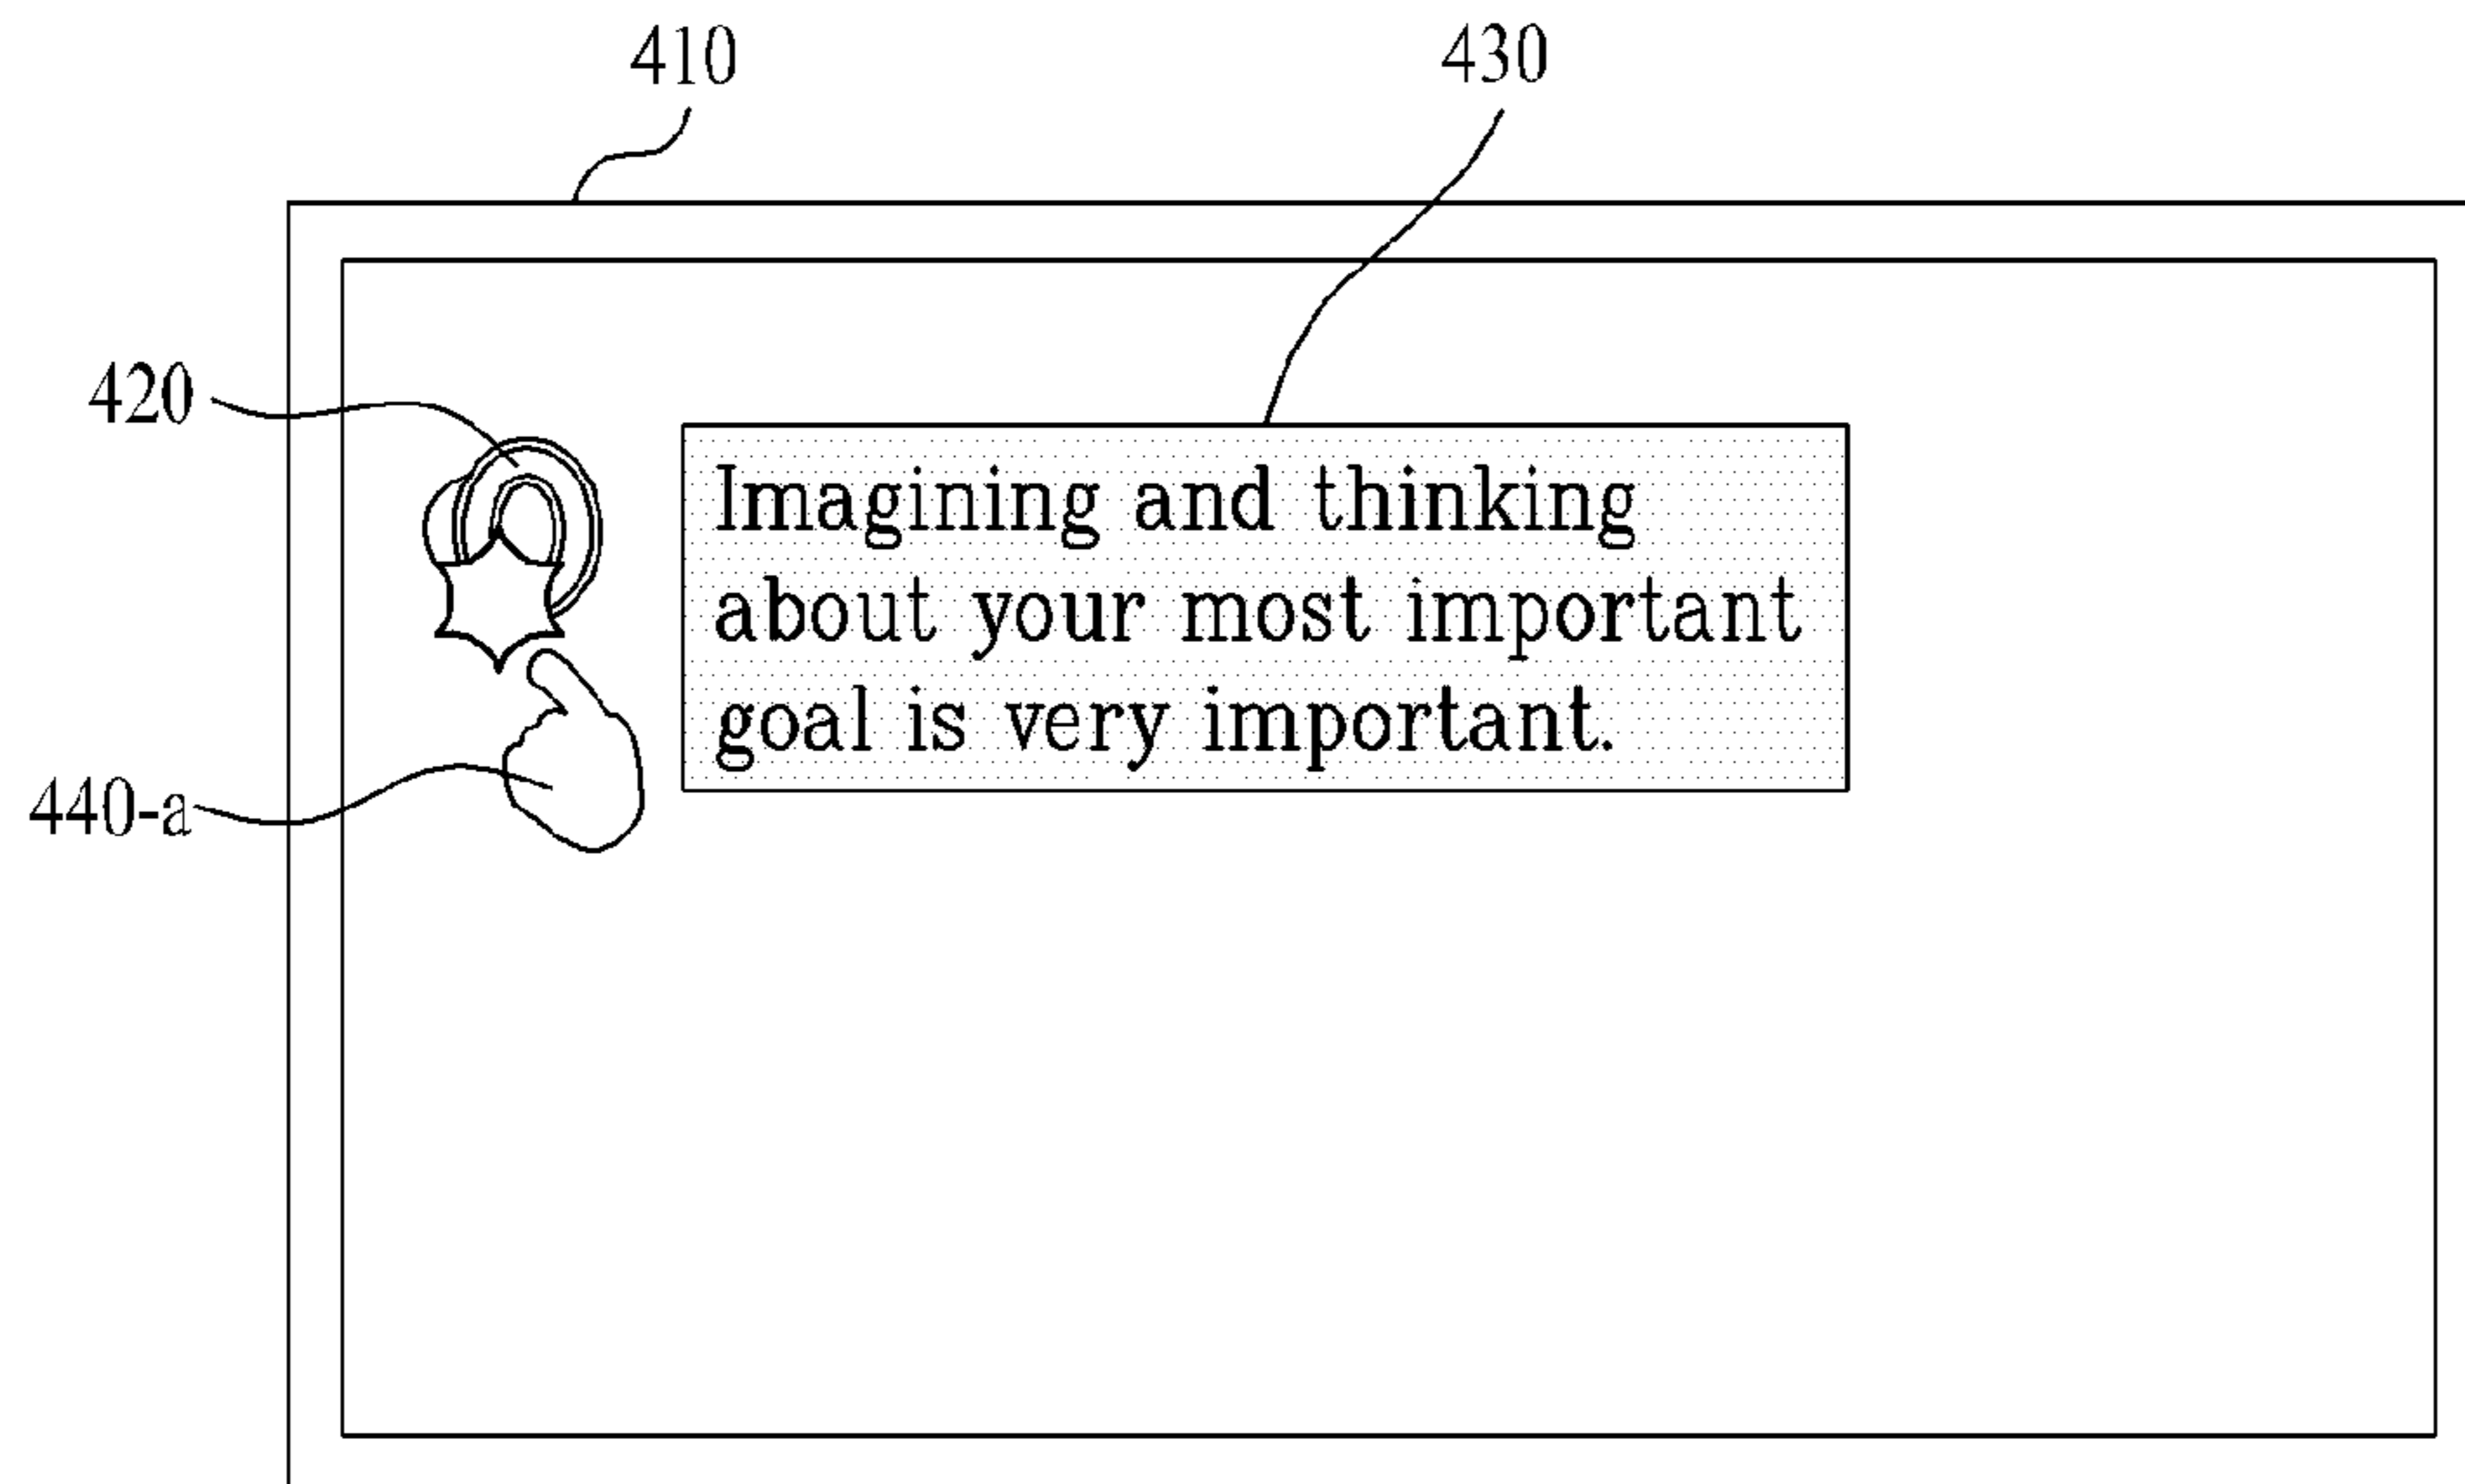 410
430
420
Imagining and thinking
about your most important
goal is very important.
440-a